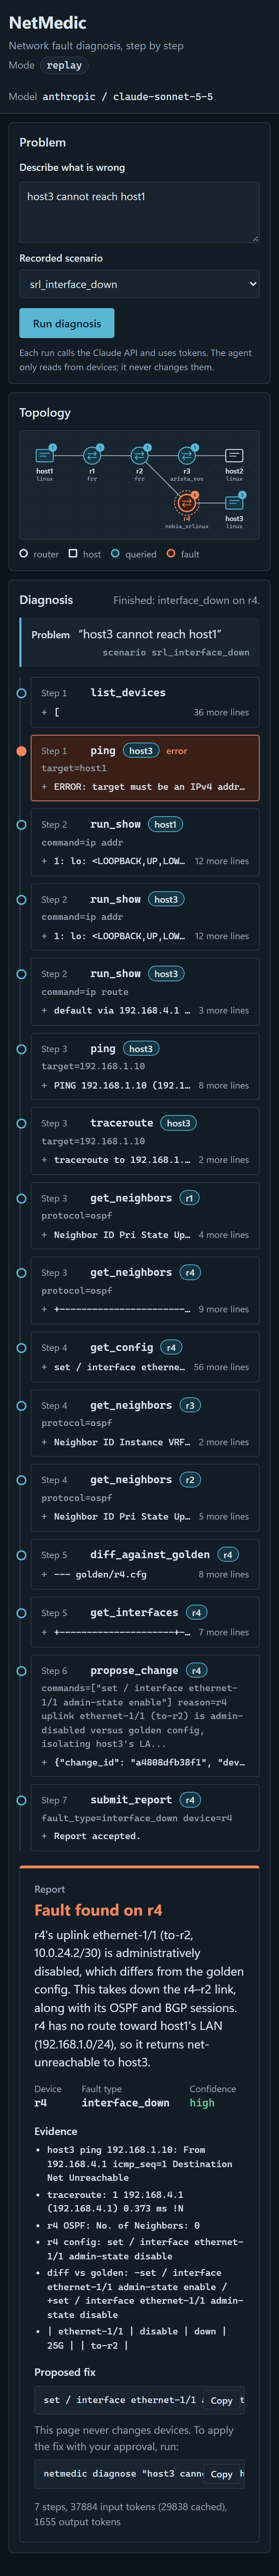 NetMedic
Network fault diagnosis, step by step
Mode replay
Model anthropic / claude-sonnet-5-5
Problem
Describe what is wrong
host3 cannot reach host1
Recorded scenario
srl_interface_down
Run diagnosis
Each run calls the Claude API and uses tokens. The agent
only reads from devices; it never changes them.
Topology
host1 r1 r2 r3 host2
linux frr frr arista_eos linux
r4 host3
nokia_srlinux linux
router host queried fault
Diagnosis Finished: interface_down on r4.
Problem “host3 cannot reach host1”
scenario srl_interface_down
Step 1 list_devices
+ [ 36 more lines
Step 1 ping host3 error
target=host1
+ ERROR: target must be an IPv4 addr…
Step 2 run_show host1
command=ip addr
+ 1: lo: <LOOPBACK,UP,LOW… 12 more lines
Step 2 run_show host3
command=ip addr
+ 1: lo: <LOOPBACK,UP,LOW… 12 more lines
Step 2 run_show host3
command=ip route
+ default via 192.168.4.1 … 3 more lines
Step 3 ping host3
target=192.168.1.10
+ PING 192.168.1.10 (192.1… 8 more lines
Step 3 traceroute host3
target=192.168.1.10
+ traceroute to 192.168.1.… 2 more lines
Step 3 get_neighbors r1
protocol=ospf
+ Neighbor ID Pri State Up… 4 more lines
Step 3 get_neighbors r4
protocol=ospf
+ +-----------------------… 9 more lines
Step 4 get_config r4
+ set / interface etherne… 56 more lines
Step 4 get_neighbors r3
protocol=ospf
+ Neighbor ID Instance VRF… 2 more lines
Step 4 get_neighbors r2
protocol=ospf
+ Neighbor ID Pri State Up… 5 more lines
Step 5 diff_against_golden r4
+ --- golden/r4.cfg 8 more lines
Step 5 get_interfaces r4
+ +---------------------+-… 7 more lines
Step 6 propose_change r4
commands=["set / interface ethernet-
1/1 admin-state enable"] reason=r4
uplink ethernet-1/1 (to-r2) is admin-
disabled versus golden config,
isolating host3's LA...
+ {"change_id": "a4808dfb38f1", "dev…
Step 7 submit_report r4
fault_type=interface_down device=r4
+ Report accepted.
Report
Fault found on r4
r4's uplink ethernet-1/1 (to-r2,
10.0.24.2/30) is administratively
disabled, which differs from the golden
config. This takes down the r4–r2 link,
along with its OSPF and BGP sessions.
r4 has no route toward host1's LAN
(192.168.1.0/24), so it returns net-
unreachable to host3.
Device Fault type Confidence
r4 interface_down high
Evidence
• host3 ping 192.168.1.10: From
192.168.4.1 icmp_seq=1 Destination
Net Unreachable
• traceroute: 1 192.168.4.1
(192.168.4.1) 0.373 ms !N
• r4 OSPF: No. of Neighbors: 0
• r4 config: set / interface ethernet-
1/1 admin-state disable
• diff vs golden: -set / interface
ethernet-1/1 admin-state enable /
+set / interface ethernet-1/1 admin-
state disable
• | ethernet-1/1 | disable | down |
25G | | to-r2 |
Proposed fix
set / interface ethernet-1/1 Copy
This page never changes devices. To apply
the fix with your approval, run:
netmedic diagnose "host3 cann Copy
7 steps, 37884 input tokens (29838 cached),
1655 output tokens